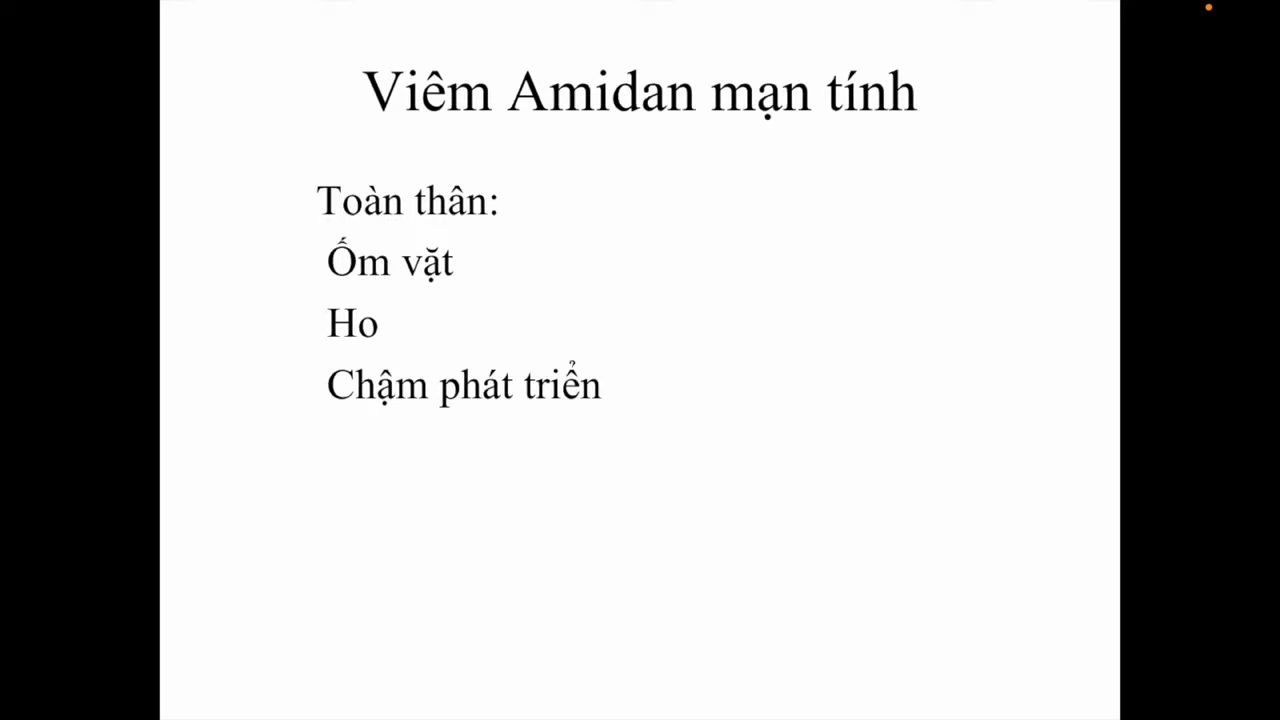 Viêm Amidan mạn tính
Toàn thân:
Ốm vặt
Ho
Chậm phát triển